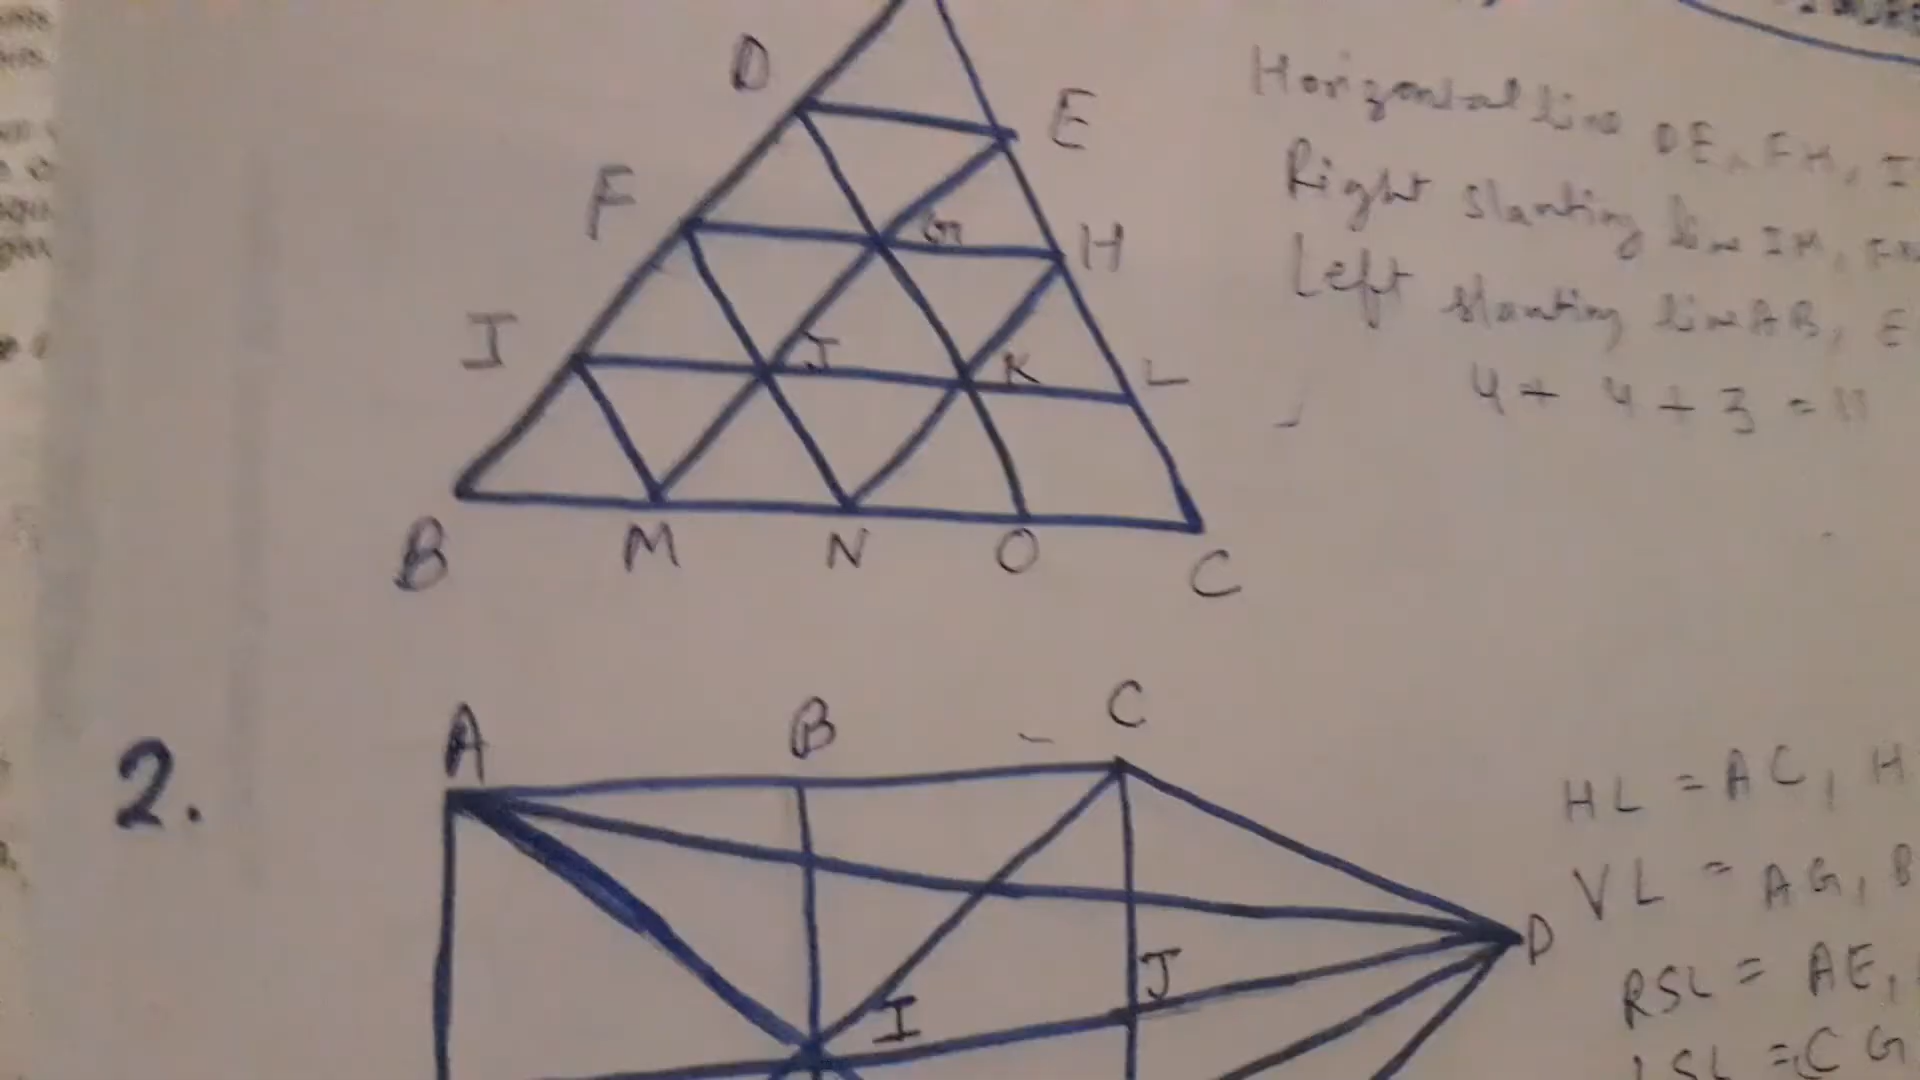 D
E
Horizontal line DE, FH, I
F
G
H
Right slanting line IM, FN
I
J
K
L
Left slanting line AB, E
4 + 4 + 3 = 11
B
M
N
O
C
2.
A
B
C
HL = AC, H
D
VL = AG, B
J
RSL = AE,
I
LSL = CG